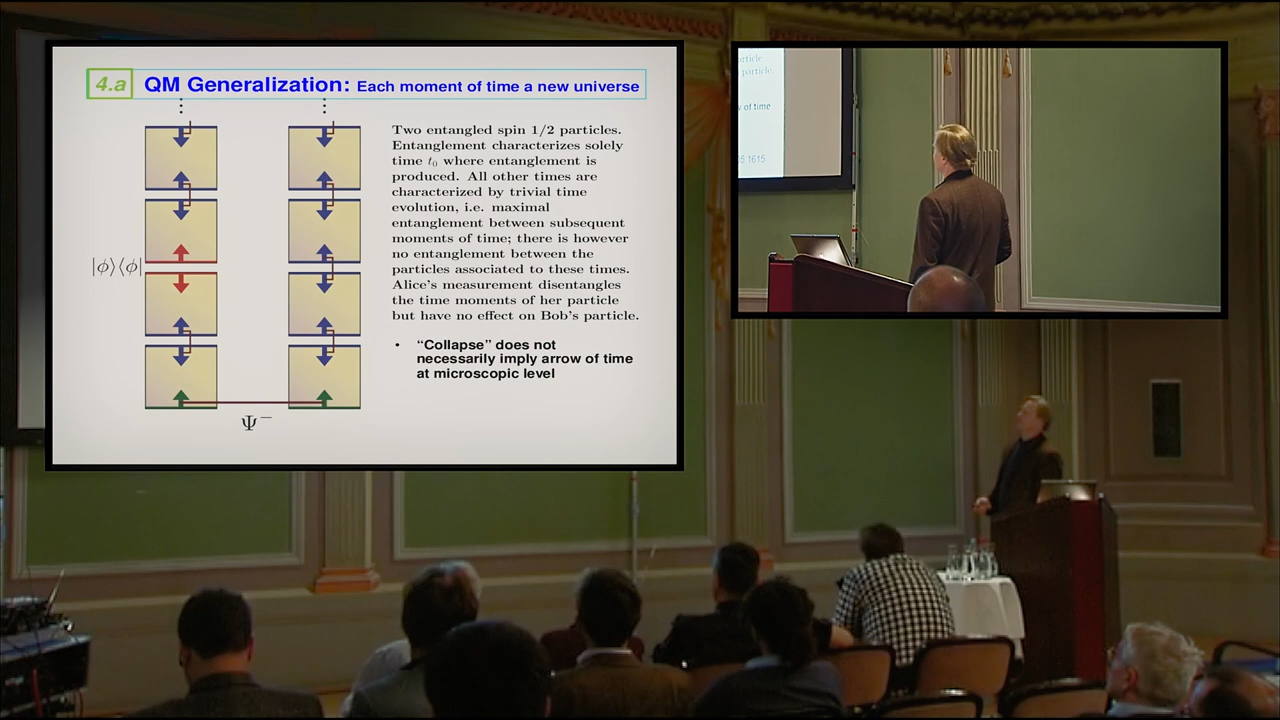 4.a QM Generalization: Each moment of time a new universe
Two entangled spin 1/2 particles.
Entanglement characterizes solely
time t₀ where entanglement is
produced. All other times are
characterized by trivial time
evolution, i.e. maximal
entanglement between subsequent
moments of time; there is however
no entanglement between the
particles associated to these times.
Alice's measurement disentangles
the time moments of her particle
but have no effect on Bob's particle.
• “Collapse” does not
necessarily imply arrow of time
at microscopic level
|ϕ⟩⟨ϕ|
Ψ⁻
particle.
of time
1615